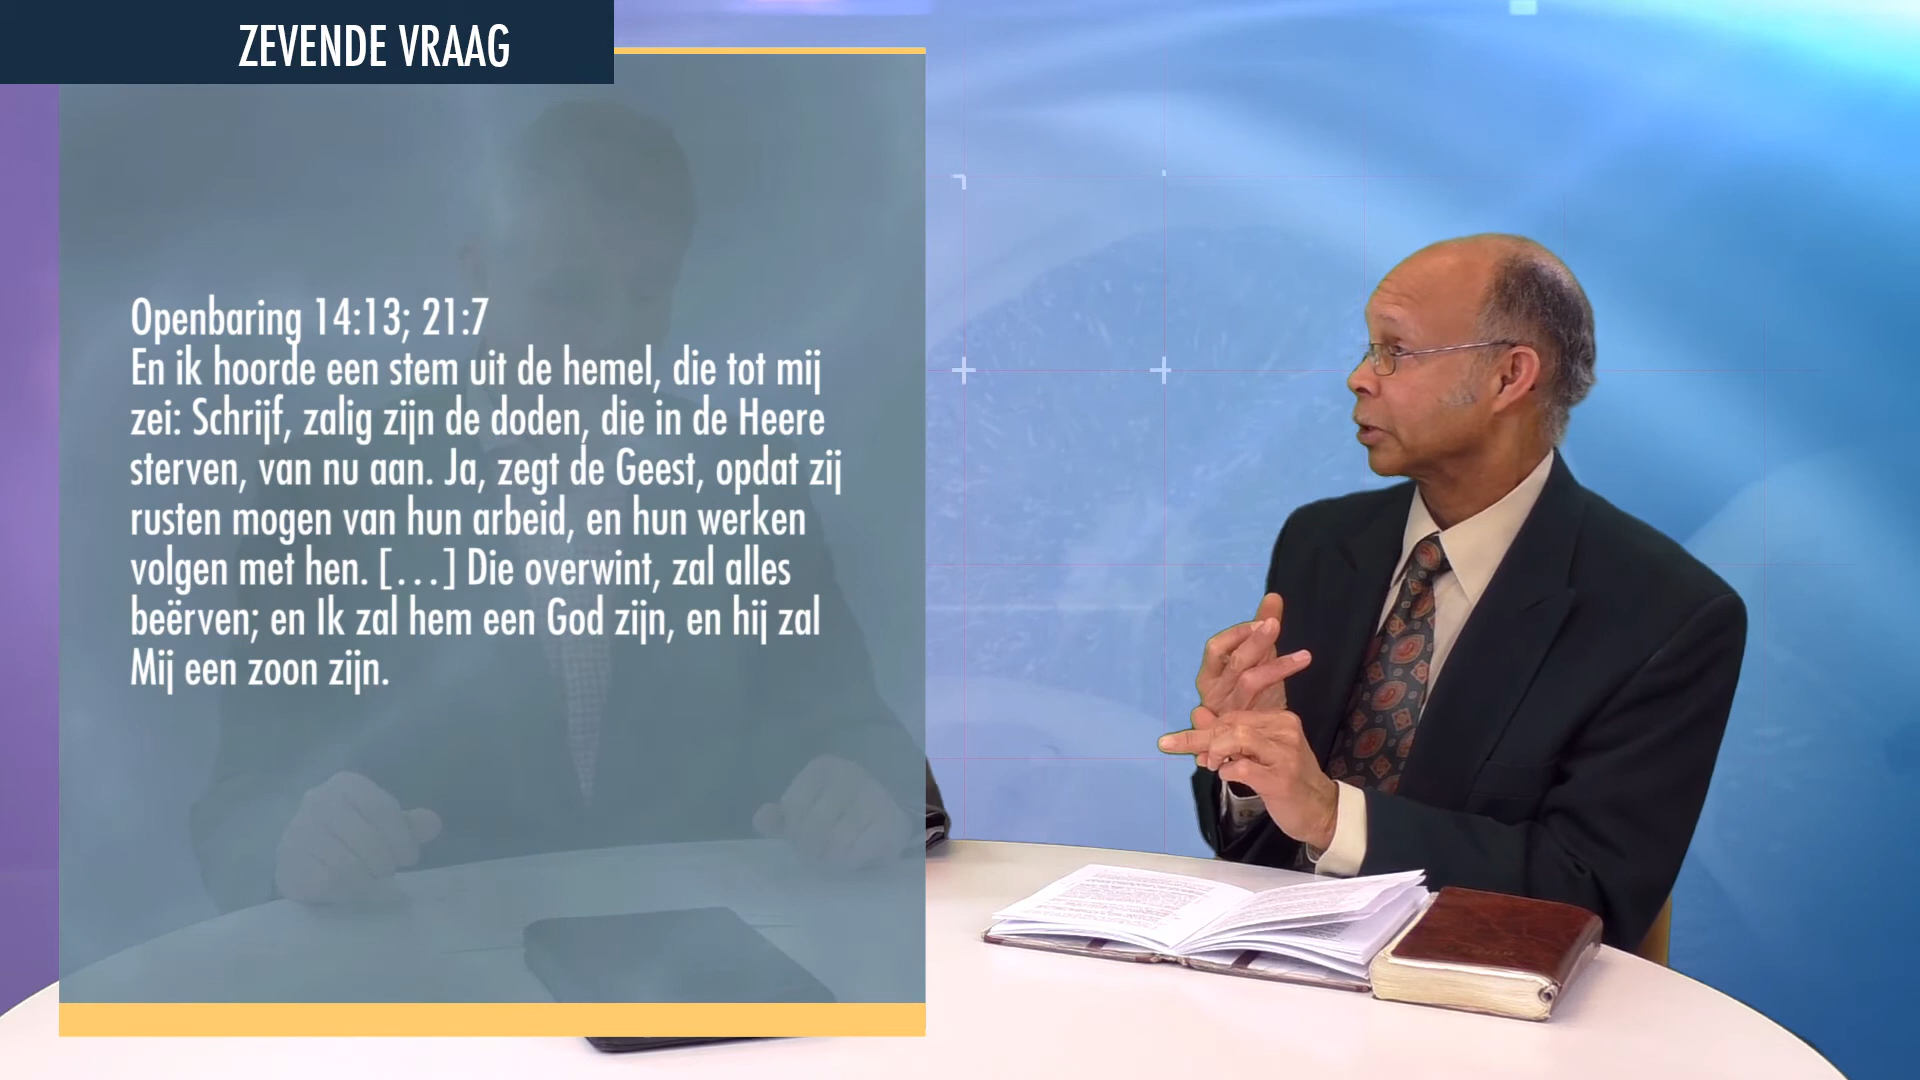 ZEVENDE VRAAG
Openbaring 14:13; 21:7
En ik hoorde een stem uit de hemel, die tot mij
zei: Schrijf, zalig zijn de doden, die in de Heere
sterven, van nu aan. Ja, zegt de Geest, opdat zij
rusten mogen van hun arbeid, en hun werken
volgen met hen. […] Die overwint, zal alles
beërven; en Ik zal hem een God zijn, en hij zal
Mij een zoon zijn.